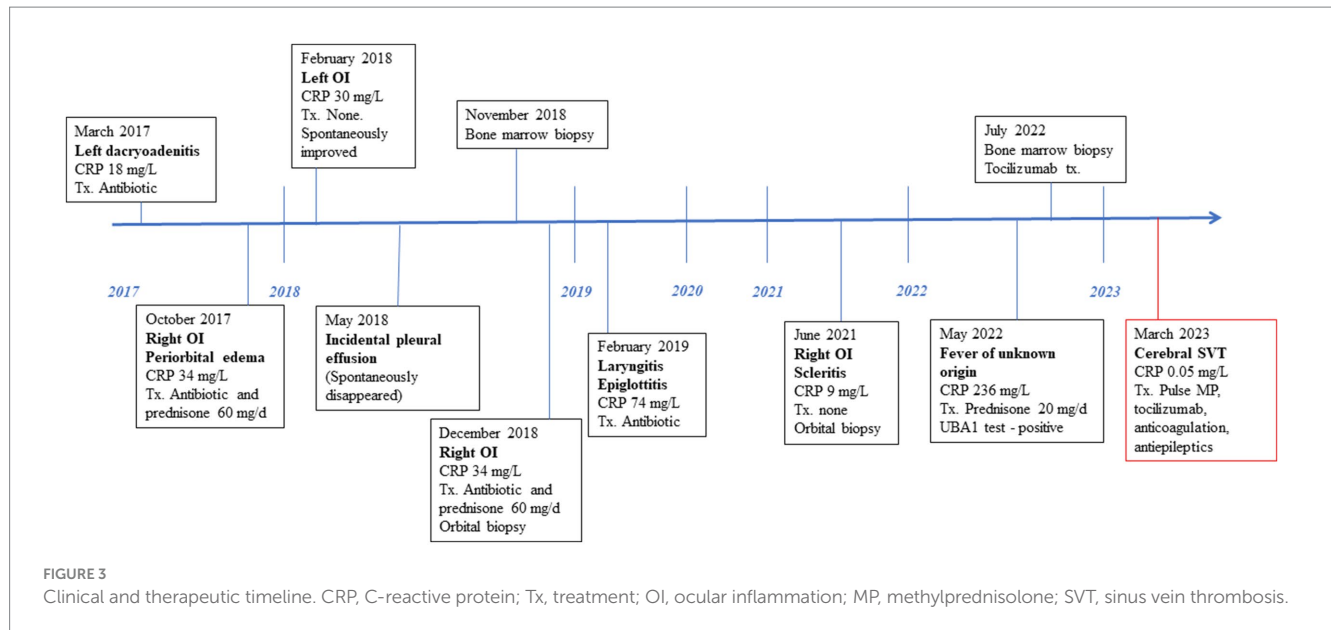 February 2018
Left OI
CRP 30 mg/L
Tx. None.
Spontaneously
improved
March 2017
Left dacryoadenitis
CRP 18 mg/L
Tx. Antibiotic
November 2018
Bone marrow biopsy
July 2022
Bone marrow biopsy
Tocilizumab tx.
2017
2018
2019
2020
2021
2022
2023
October 2017
Right OI
Periorbital edema
CRP 34 mg/L
Tx. Antibiotic and
prednisone 60 mg/d
May 2018
Incidental pleural
effusion
(Spontaneously
disappeared)
December 2018
Right OI
CRP 34 mg/L
Tx. Antibiotic and
prednisone 60 mg/d
Orbital biopsy
February 2019
Laryngitis
Epiglottitis
CRP 74 mg/L
Tx. Antibiotic
June 2021
Right OI
Scleritis
CRP 9 mg/L
Tx. none
Orbital biopsy
May 2022
Fever of unknown
origin
CRP 236 mg/L
Tx. Prednisone 20 mg/d
UBA1 test - positive
March 2023
Cerebral SVT
CRP 0.05 mg/L
Tx. Pulse MP,
tocilizumab,
anticoagulation,
antiepileptics
FIGURE 3
Clinical and therapeutic timeline. CRP, C-reactive protein; Tx, treatment; OI, ocular inflammation; MP, methylprednisolone; SVT, sinus vein thrombosis.